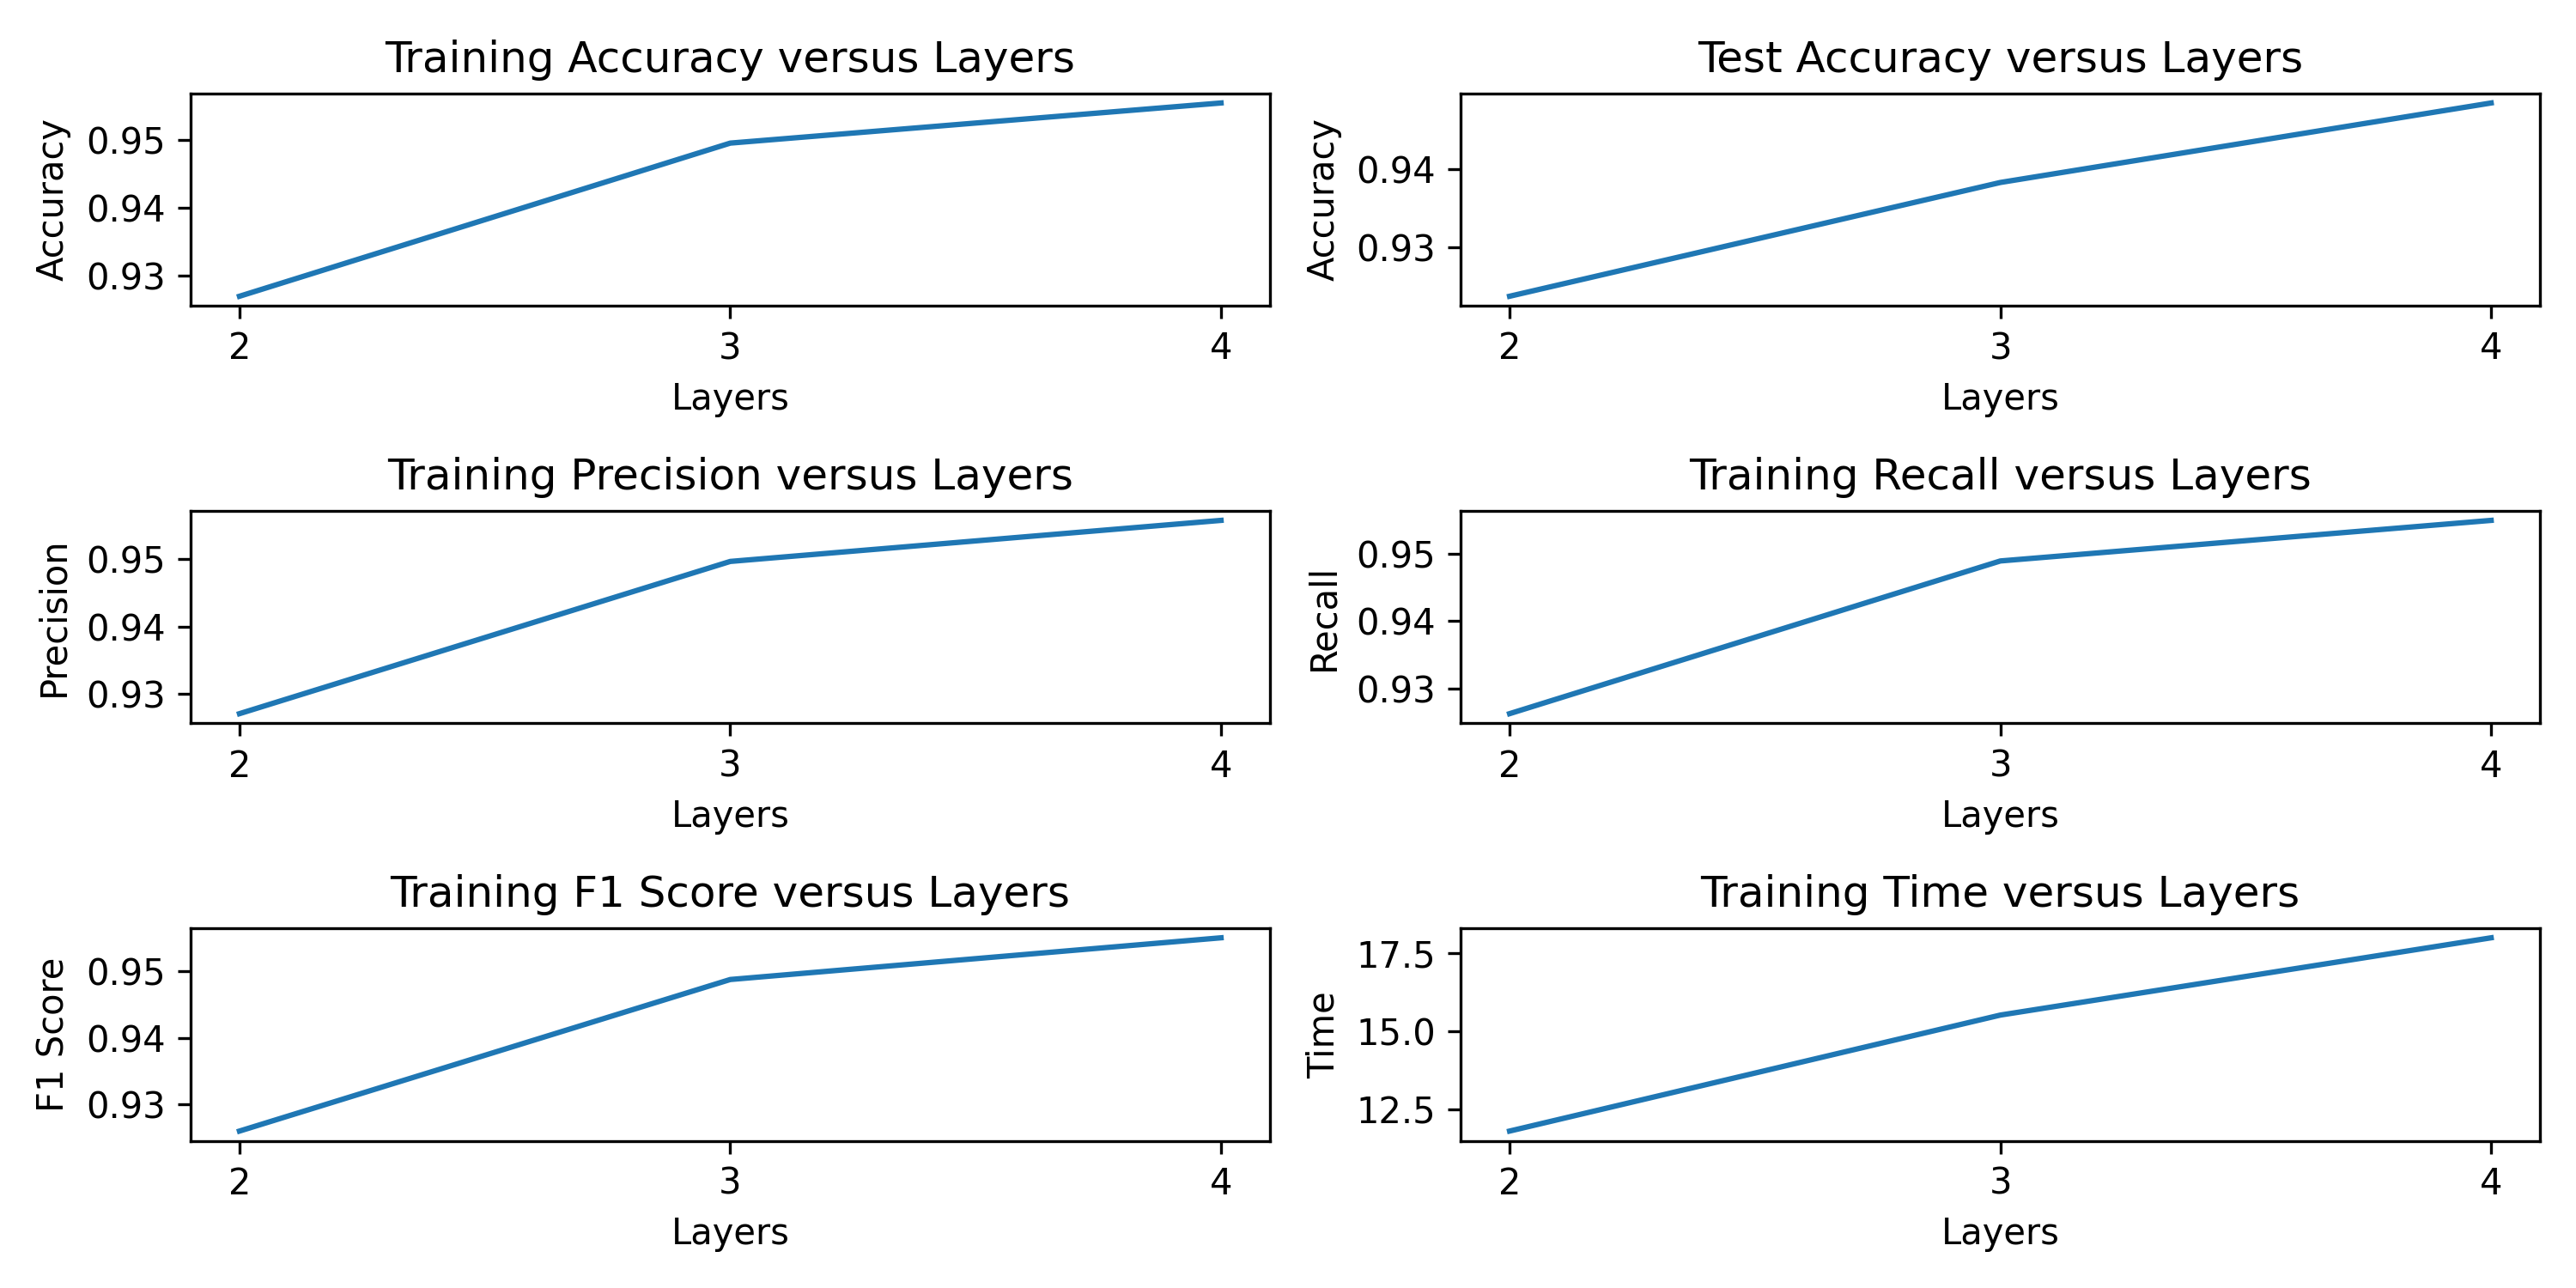 Training Accuracy versus Layers
Accuracy
0.95
0.94
0.93
2 3 4
Layers
Test Accuracy versus Layers
Accuracy
0.94
0.93
2 3 4
Layers
Training Precision versus Layers
Precision
0.95
0.94
0.93
2 3 4
Layers
Training Recall versus Layers
Recall
0.95
0.94
0.93
2 3 4
Layers
Training F1 Score versus Layers
F1 Score
0.95
0.94
0.93
2 3 4
Layers
Training Time versus Layers
Time
17.5
15.0
12.5
2 3 4
Layers